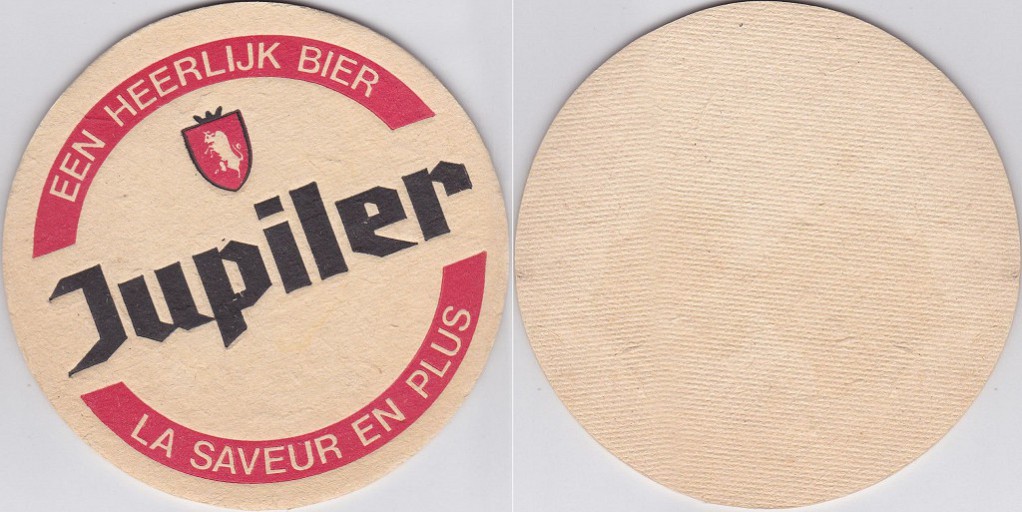 EEN HEERLIJK BIER
Jupiler
LA SAVEUR EN PLUS